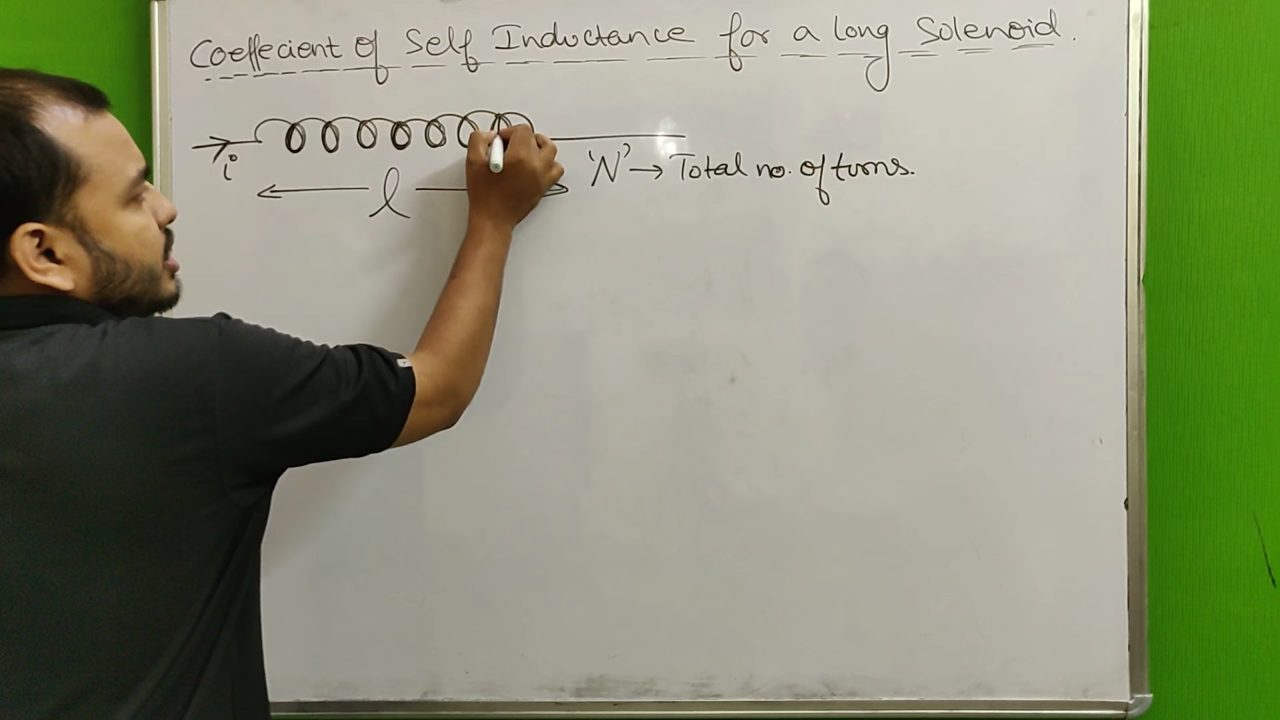 Coeffecient of Self Inductance for a long Solenoid.
i
l
'N' → Total no. of turns.